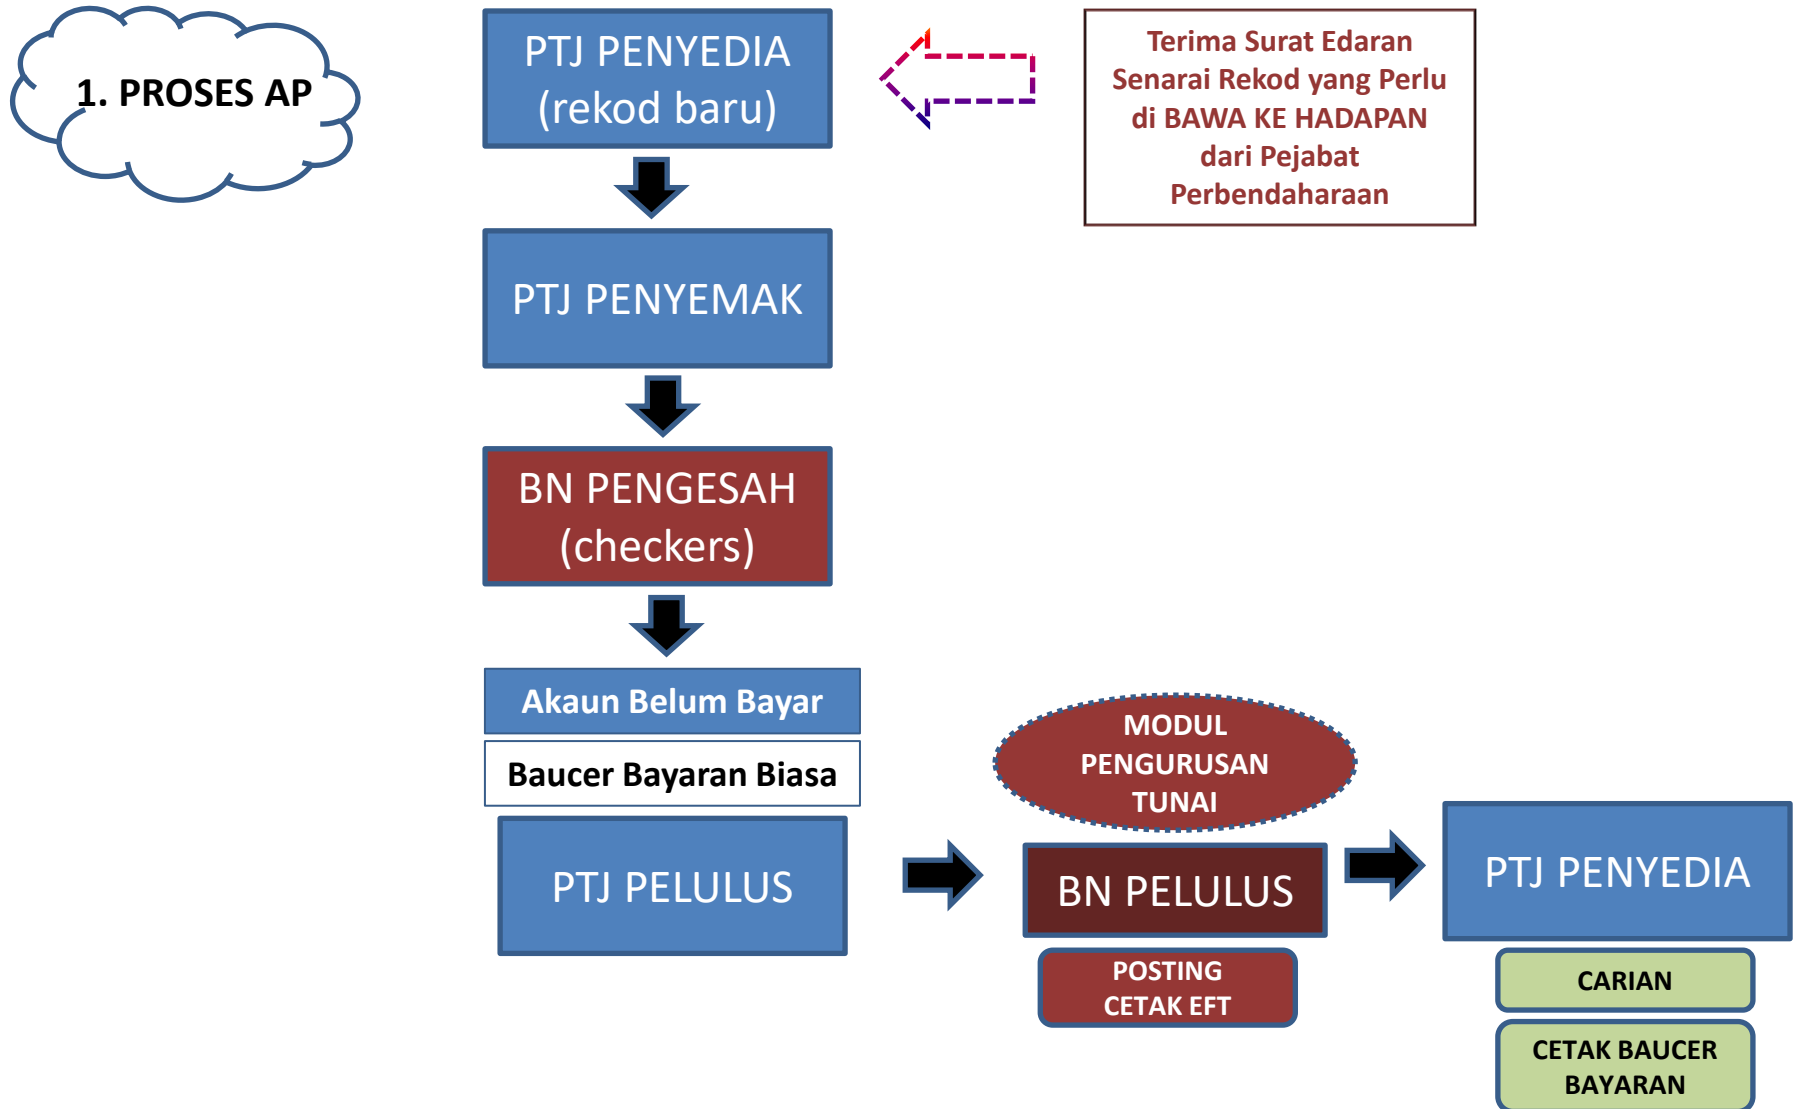 1. PROSES AP
PTJ PENYEDIA
(rekod baru)
Terima Surat Edaran
Senarai Rekod yang Perlu
di BAWA KE HADAPAN
dari Pejabat
Perbendaharaan
PTJ PENYEMAK
BN PENGESAH
(checkers)
Akaun Belum Bayar
Baucer Bayaran Biasa
PTJ PELULUS
MODUL
PENGURUSAN
TUNAI
BN PELULUS
POSTING
CETAK EFT
PTJ PENYEDIA
CARIAN
CETAK BAUCER
BAYARAN